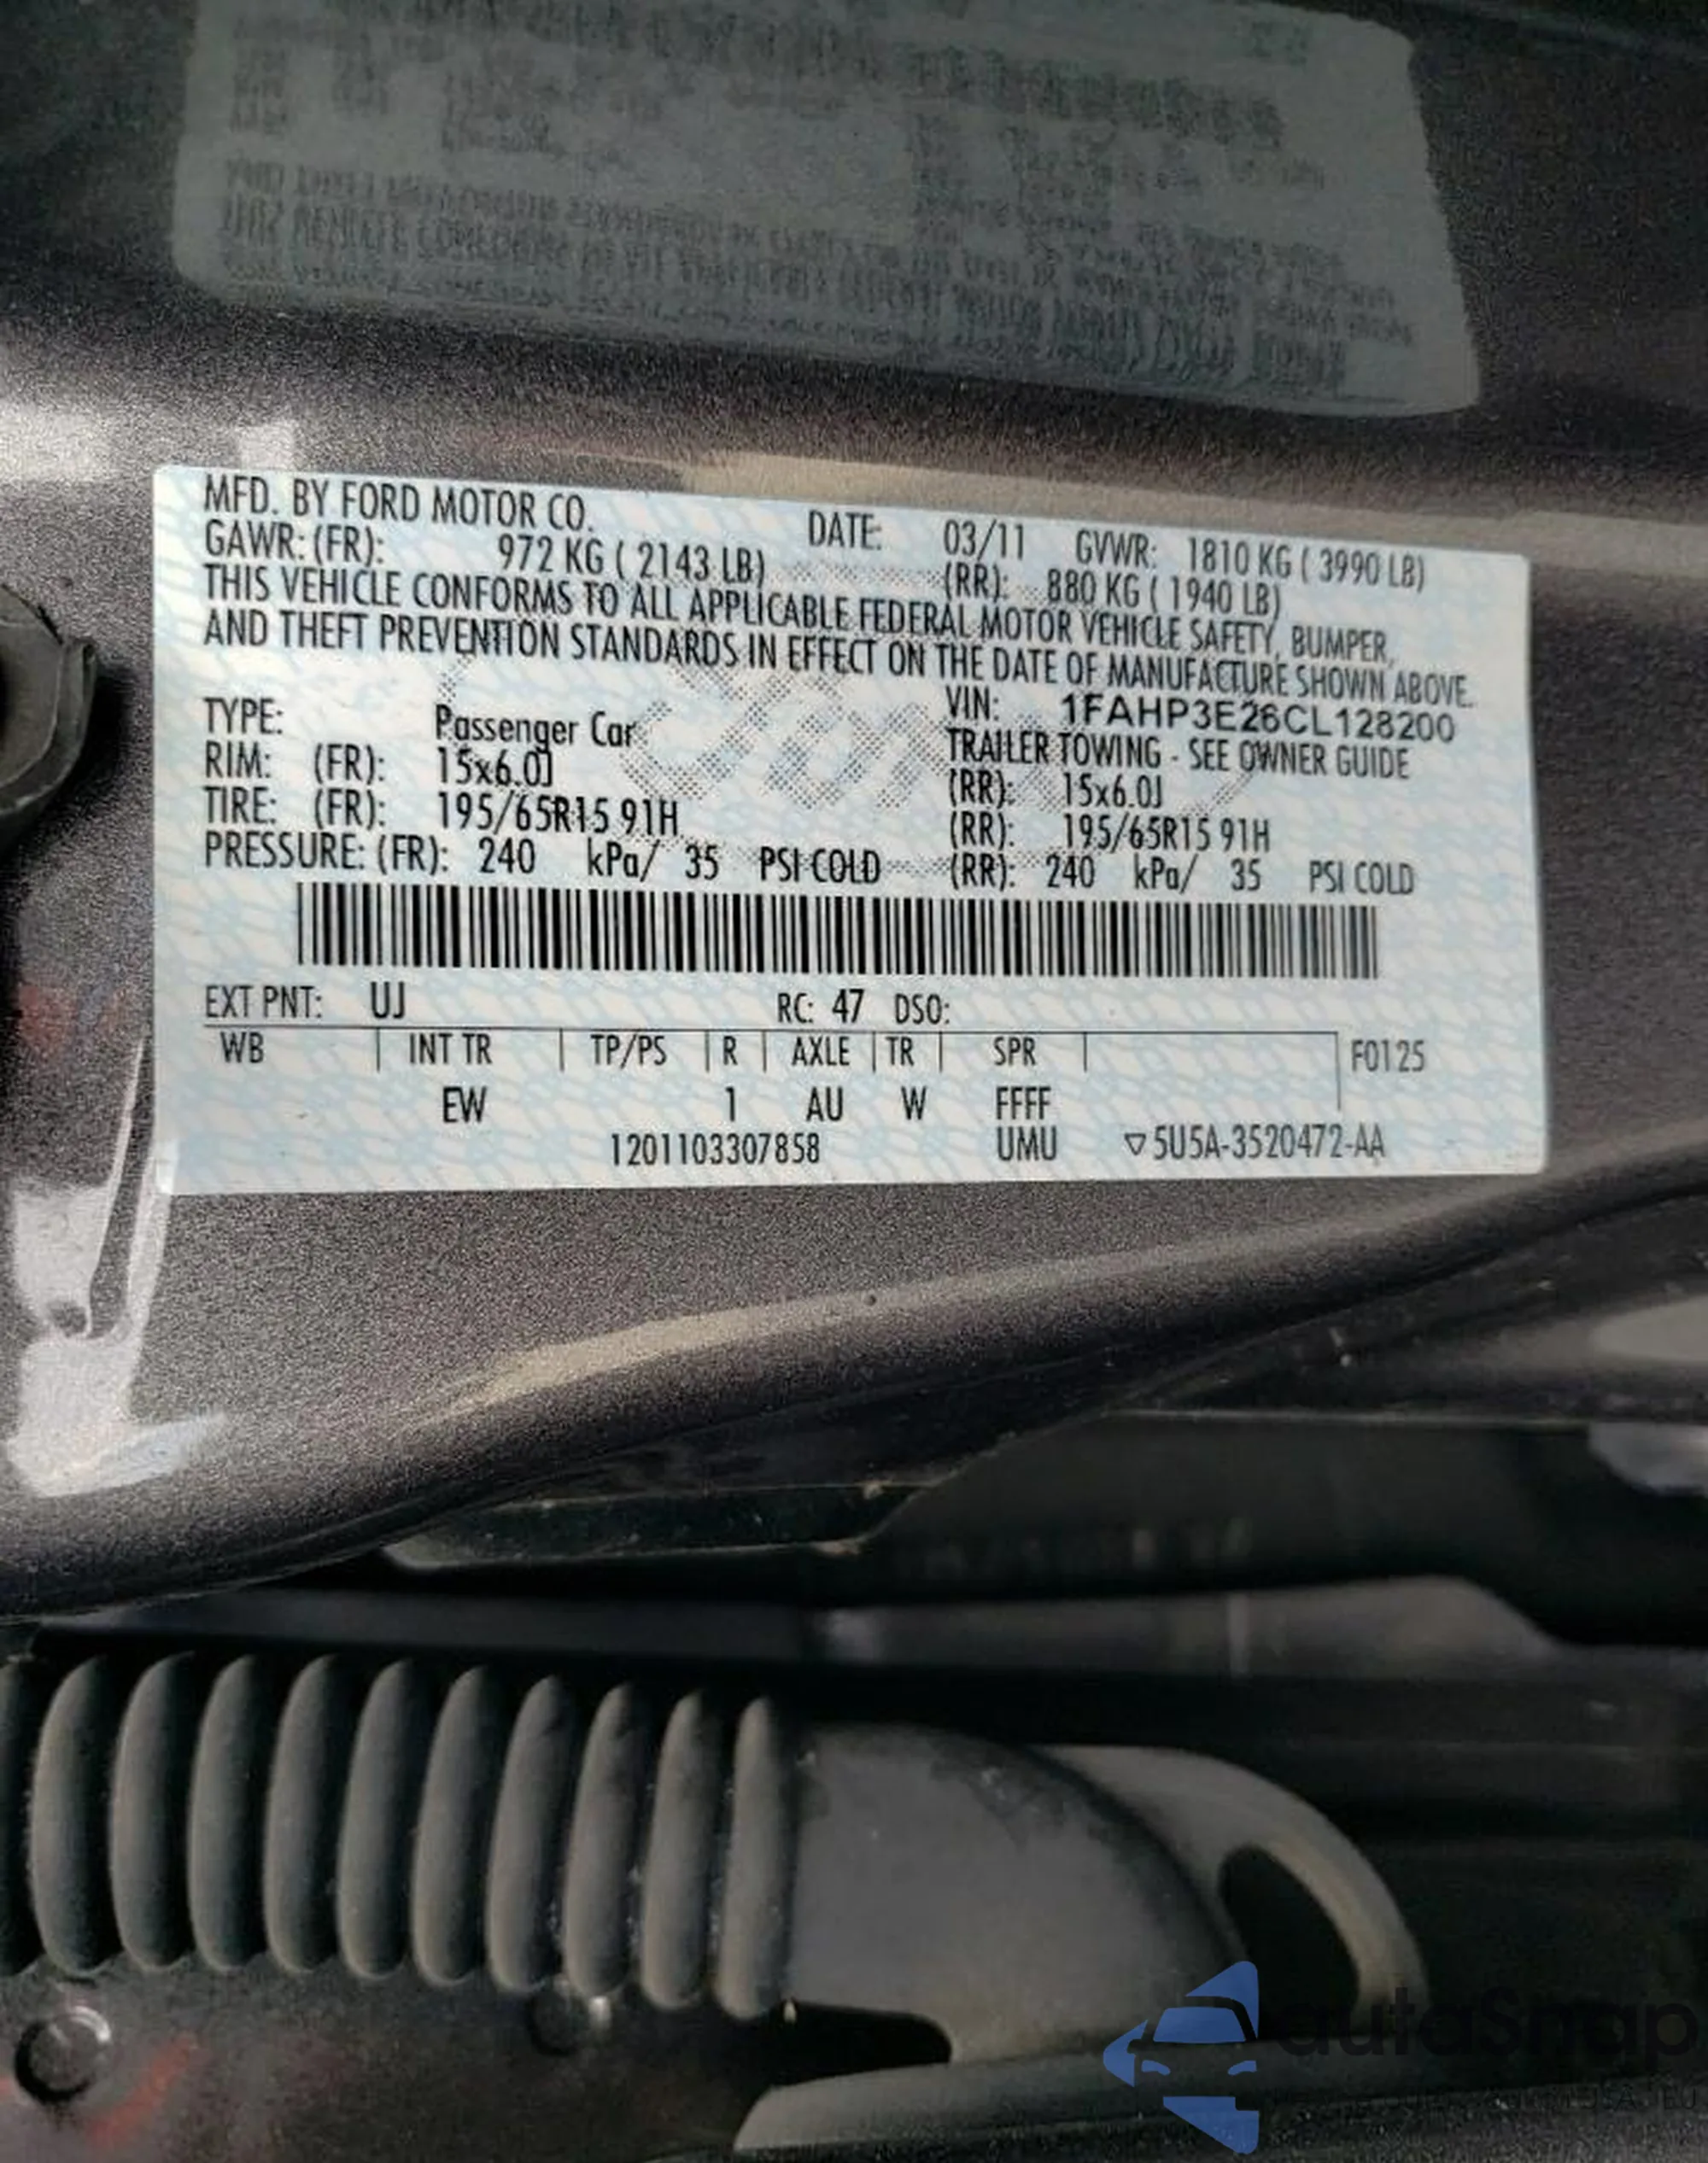 MFD. BY FORD MOTOR CO. DATE: 03/11 GVWR: 1810 KG ( 3990 LB)
GAWR: (FR): 972 KG ( 2143 LB) (RR): 880 KG ( 1940 LB)
THIS VEHICLE CONFORMS TO ALL APPLICABLE FEDERAL MOTOR VEHICLE SAFETY, BUMPER,
AND THEFT PREVENTION STANDARDS IN EFFECT ON THE DATE OF MANUFACTURE SHOWN ABOVE.
VIN: 1FAHP3E26CL128200
TYPE: Passenger Car TRAILER TOWING - SEE OWNER GUIDE
RIM: (FR): 15x6.0J (RR): 15x6.0J
TIRE: (FR): 195/65R15 91H (RR): 195/65R15 91H
PRESSURE: (FR): 240 kPa/ 35 PSI COLD (RR): 240 kPa/ 35 PSI COLD
EXT PNT: UJ RC: 47 DSO:
WB INT TR TP/PS R AXLE TR SPR F0125
EW 1 AU W FFFF
1201103307858 UMU ▽5U5A-3520472-AA
autaSnap